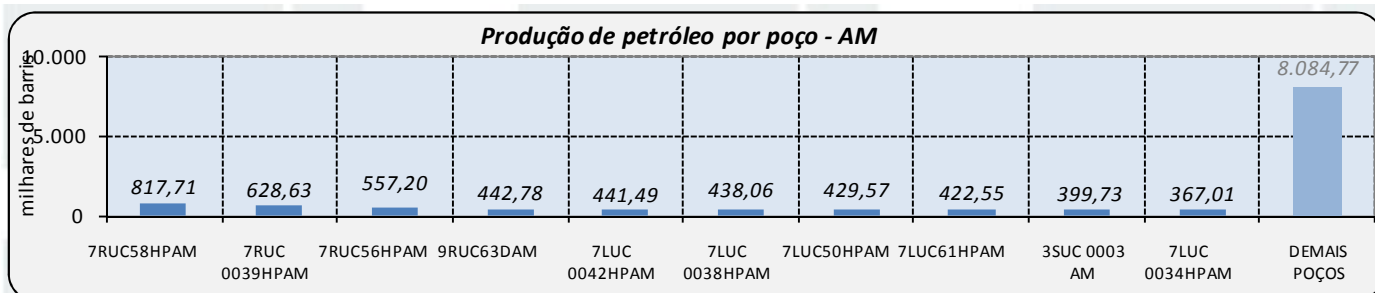 Produção de petróleo por poço - AM
milhares de barris
10.000
5.000
0
817,71 628,63 557,20 442,78 441,49 438,06 429,57 422,55 399,73 367,01 8.084,77
7RUC58HPAM 7RUC 7RUC56HPAM 9RUC63DAM 7LUC 7LUC 7LUC50HPAM 7LUC61HPAM 3SUC 0003 7LUC DEMAIS
0039HPAM 0042HPAM 0038HPAM AM 0034HPAM POÇOS